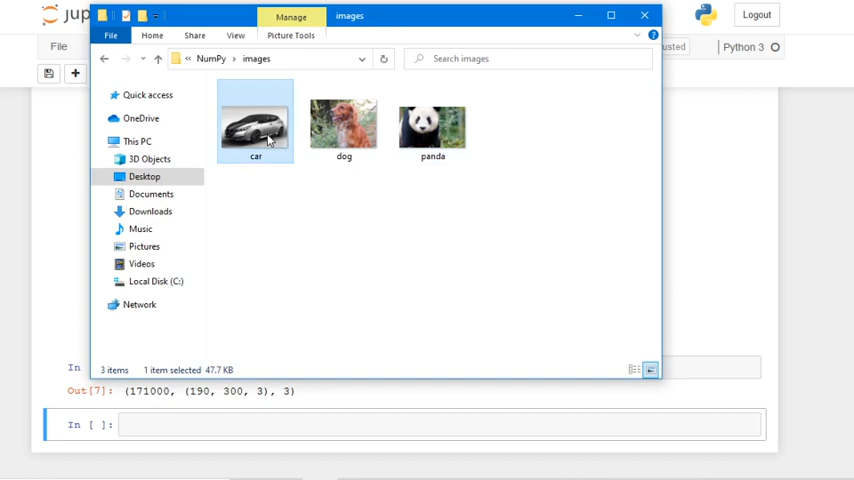 jup
Manage
images
Logout
File
File
Home
Share
View
Picture Tools
usted
Python 3
« NumPy › images
Search images
Quick access
OneDrive
This PC
3D Objects
Desktop
Documents
Downloads
Music
Pictures
Videos
Local Disk (C:)
Network
car
dog
panda
3 items
1 item selected 47.7 KB
In
Out[7]: (171000, (190, 300, 3), 3)
In [ ]: